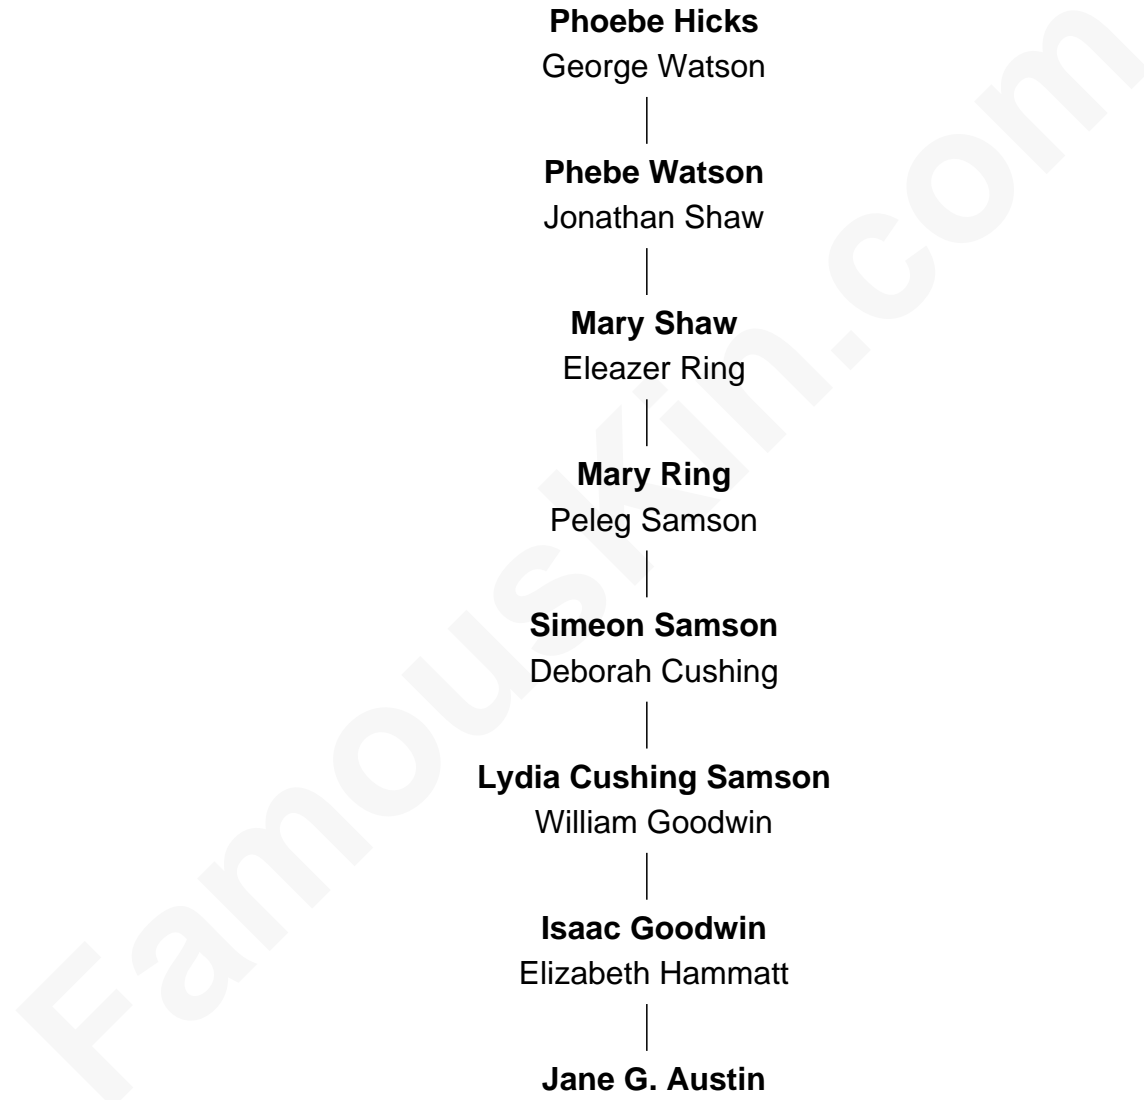 Phoebe Hicks
George Watson
Phebe Watson
Jonathan Shaw
Mary Shaw
Eleazer Ring
Mary Ring
Peleg Samson
Simeon Samson
Deborah Cushing
Lydia Cushing Samson
William Goodwin
Isaac Goodwin
Elizabeth Hammatt
Jane G. Austin
FamousKin.com